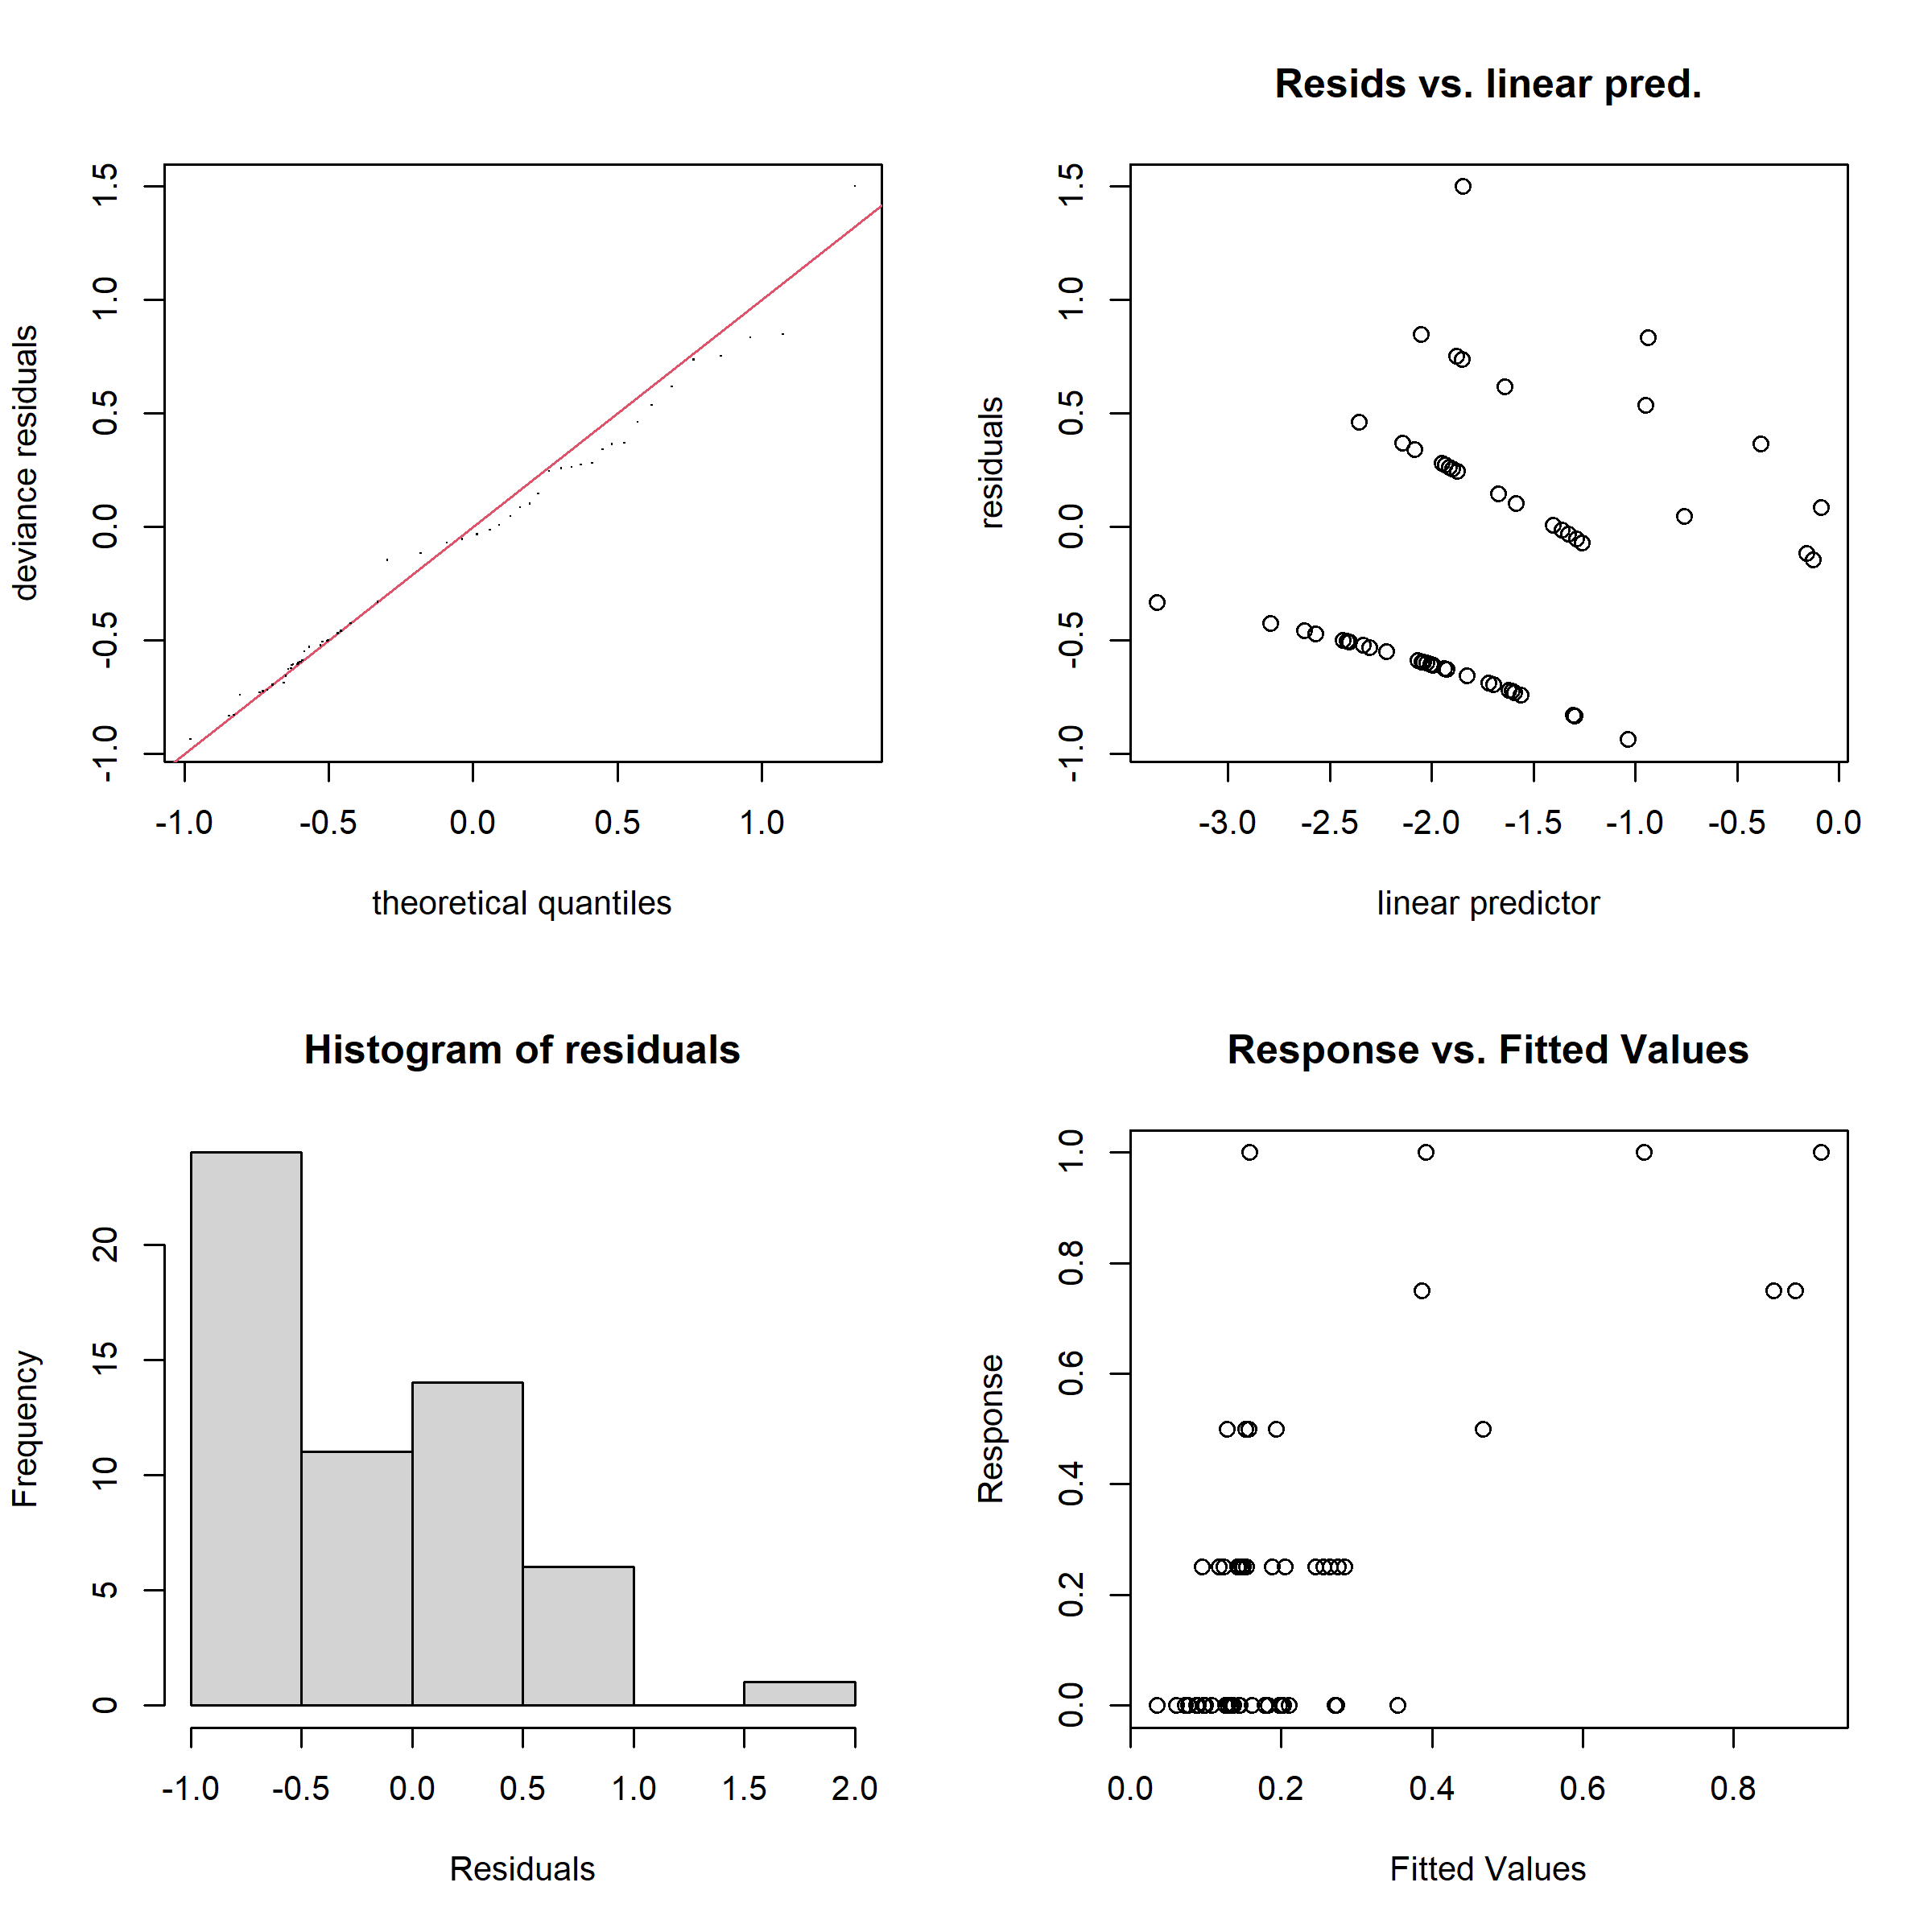 deviance residuals
1.5
1.0
0.5
0.0
-0.5
-1.0
-1.0 -0.5 0.0 0.5 1.0
theoretical quantiles
Resids vs. linear pred.
residuals
1.5
1.0
0.5
0.0
-0.5
-1.0
-3.0 -2.5 -2.0 -1.5 -1.0 -0.5 0.0
linear predictor
Histogram of residuals
Frequency
20
15
10
5
0
-1.0 -0.5 0.0 0.5 1.0 1.5 2.0
Residuals
Response vs. Fitted Values
Response
1.0
0.8
0.6
0.4
0.2
0.0
0.0 0.2 0.4 0.6 0.8
Fitted Values